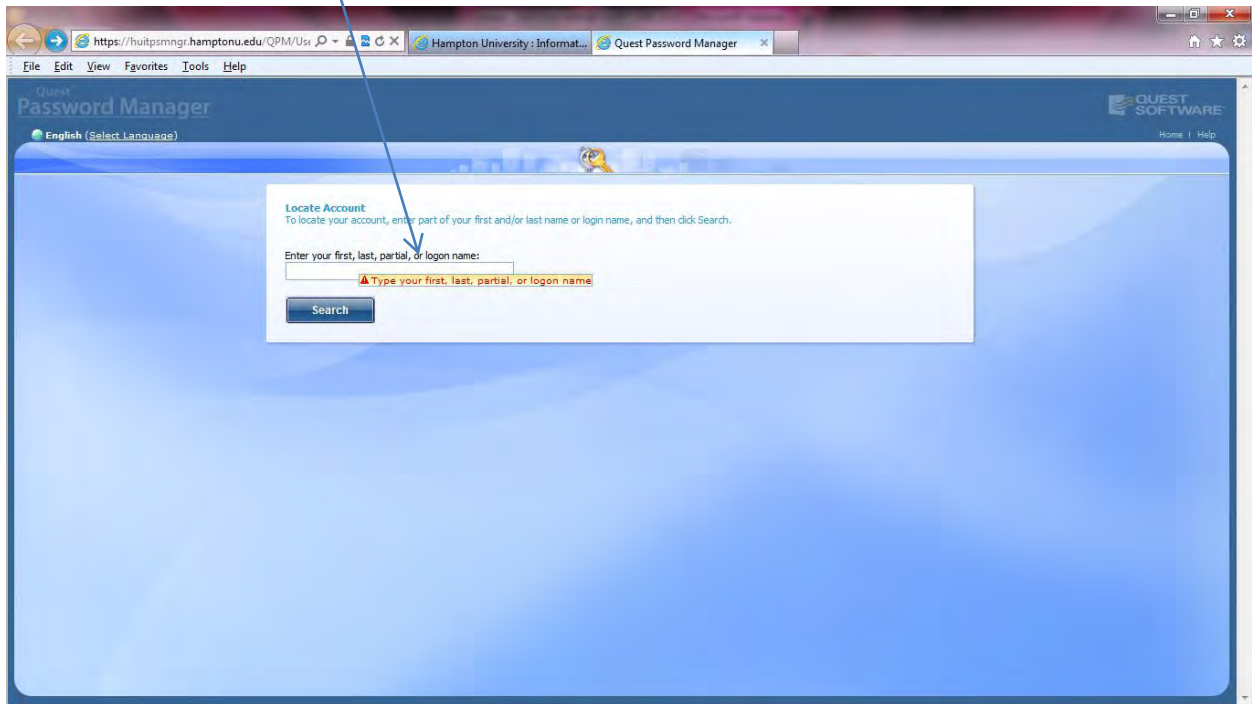 https://huitpsmngr.hamptonu.edu/QPM/Use
Hampton University : Informat...
Quest Password Manager
File Edit View Favorites Tools Help
Quest
Password Manager
QUEST
SOFTWARE
English (Select Language)
Home | Help
Locate Account
To locate your account, enter part of your first and/or last name or login name, and then click Search.
Enter your first, last, partial, or logon name:
Type your first, last, partial, or logon name
Search